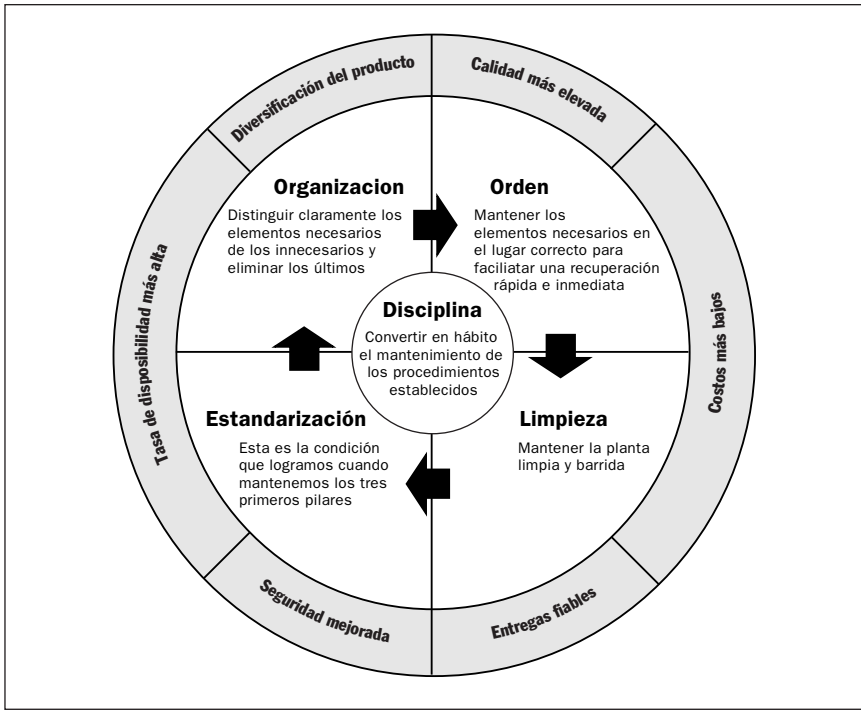 Diversificación del producto
Calidad más elevada
Costos más bajos
Entregas fiables
Seguridad mejorada
Tasa de disposibilidad más alta
Organizacion
Distinguir claramente los
elementos necesarios
de los innecesarios y
eliminar los últimos
Orden
Mantener los
elementos necesarios en
el lugar correcto para
faciliatar una recuperación
rápida e inmediata
Disciplina
Convertir en hábito
el mantenimiento de
los procedimientos
establecidos
Limpieza
Mantener la planta
limpia y barrida
Estandarización
Esta es la condición
que logramos cuando
mantenemos los tres
primeros pilares